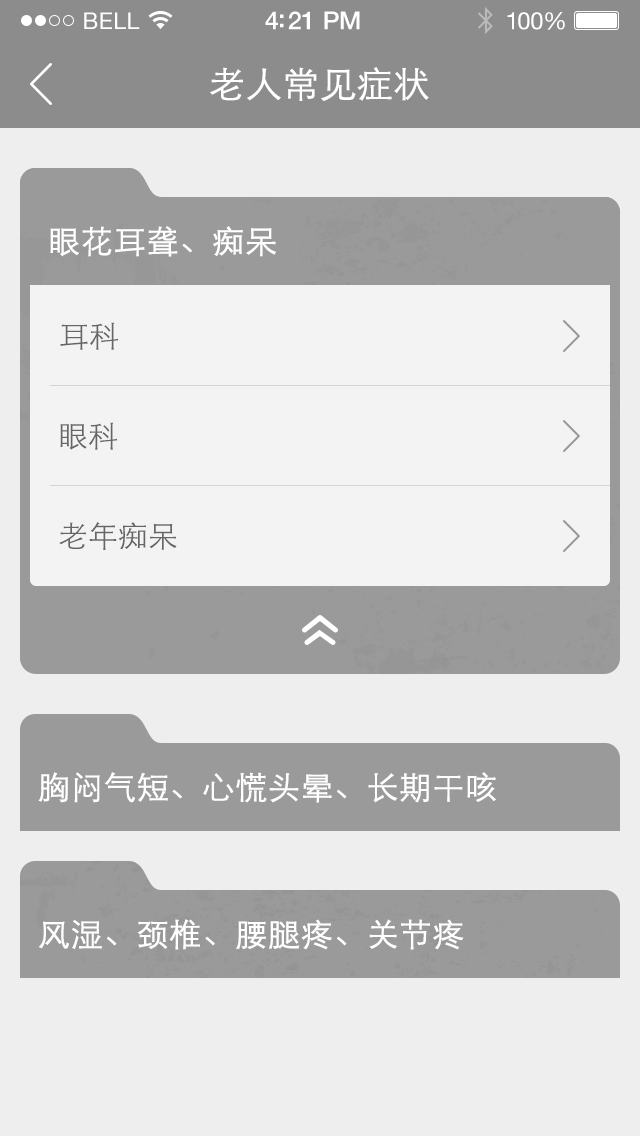 BELL 4:21 PM 100%
老人常见症状
眼花耳聋、痴呆
耳科
眼科
老年痴呆
胸闷气短、心慌头晕、长期干咳
风湿、颈椎、腰腿疼、关节疼